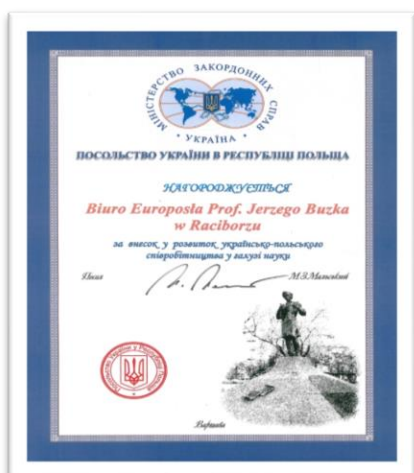 МІНІСТЕРСТВО ЗАКОРДОННИХ СПРАВ
• УКРАЇНА •
ПОСОЛЬСТВО УКРАЇНИ В РЕСПУБЛІЦІ ПОЛЬЩА
НАГОРОДЖУЄТЬСЯ
Biuro Europosła Prof. Jerzego Buzka
w Raciborzu
за внесок у розвиток українсько-польського
співробітництва у галузі науки
Посол
Варшава